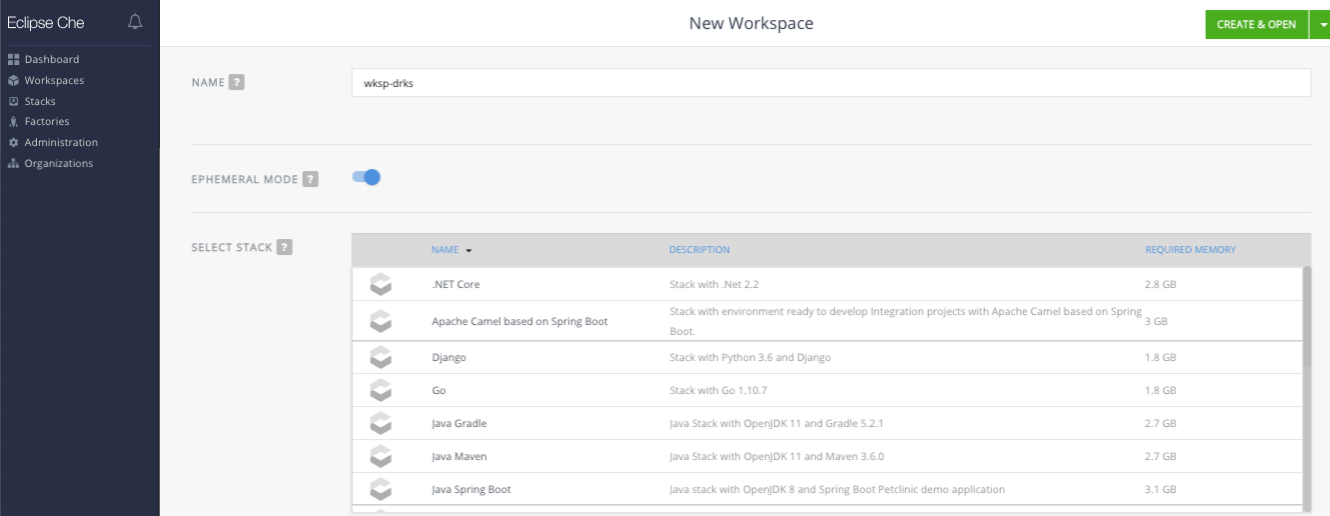 Eclipse Che
New Workspace
CREATE & OPEN
Dashboard
Workspaces
Stacks
Factories
Administration
Organizations
NAME ?
wksp-drks
EPHEMERAL MODE ?
SELECT STACK ?
NAME DESCRIPTION REQUIRED MEMORY
.NET Core Stack with .Net 2.2 2.8 GB
Apache Camel based on Spring Boot Stack with environment ready to develop Integration projects with Apache Camel based on Spring 3 GB
Boot.
Django Stack with Python 3.6 and Django 1.8 GB
Go Stack with Go 1.10.7 1.8 GB
Java Gradle Java Stack with OpenJDK 11 and Gradle 5.2.1 2.7 GB
Java Maven Java Stack with OpenJDK 11 and Maven 3.6.0 2.7 GB
Java Spring Boot Java stack with OpenJDK 8 and Spring Boot Petclinic demo application 3.1 GB